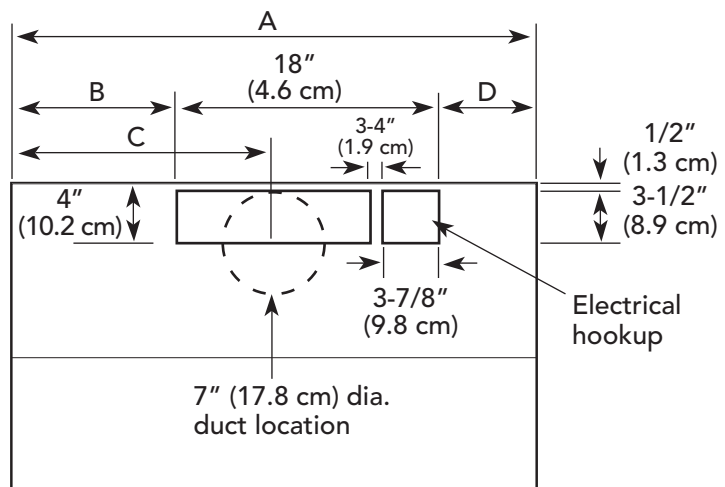 A
18”
(4.6 cm)
B
D
C
3-4”
(1.9 cm)
1/2”
(1.3 cm)
4”
(10.2 cm)
3-1/2”
(8.9 cm)
3-7/8”
(9.8 cm)
Electrical
hookup
7” (17.8 cm) dia.
duct location